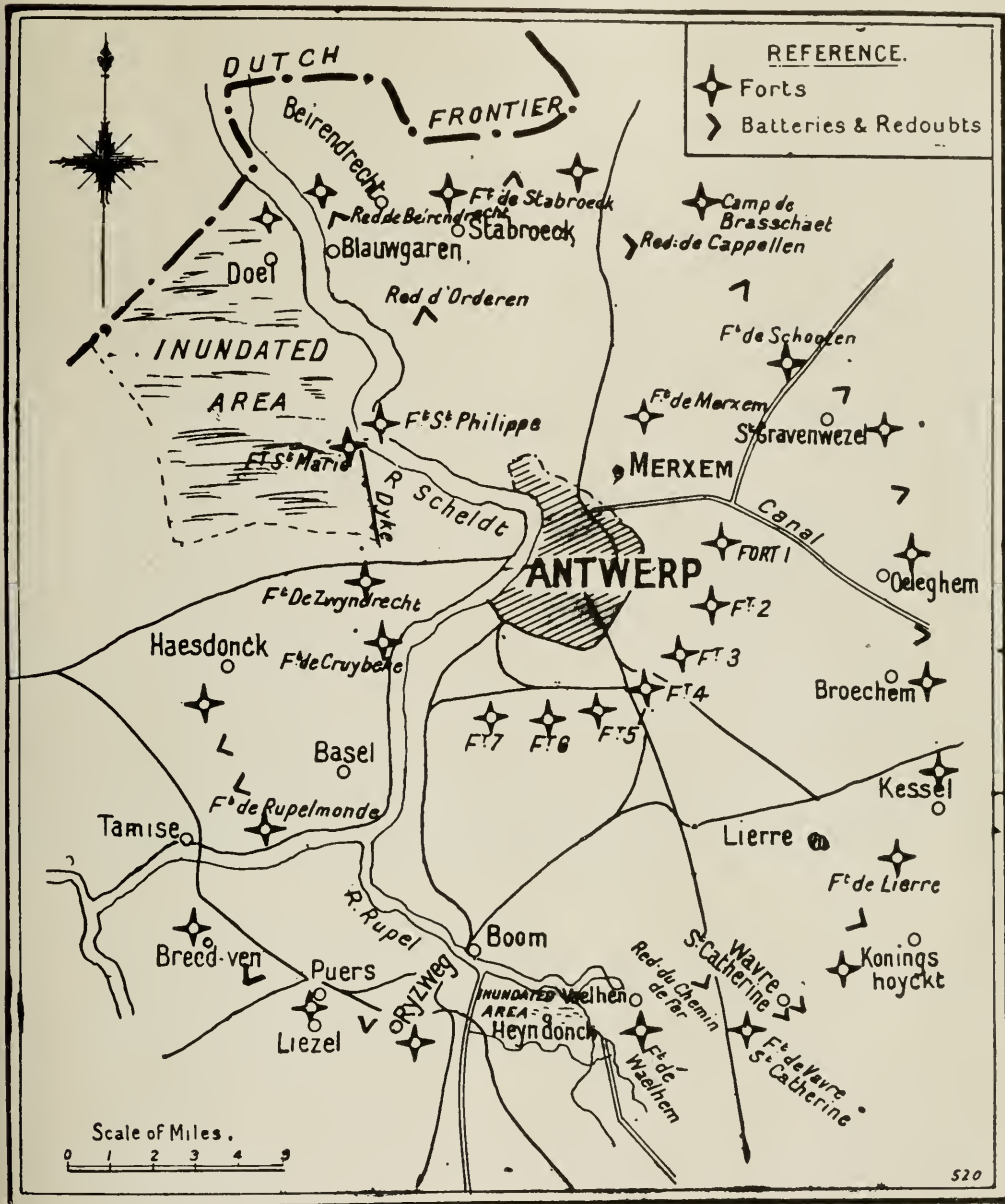 DUTCH
FRONTIER
REFERENCE.
Forts
Batteries & Redoubts
Beirendrecht
Ft de Stabroeck
Red.de Beirendrecht
Stabroeck
Camp de
Brasschaet
Red: de Cappellen
Blauwgaren
Doel
Red d'Orderen
INUNDATED
AREA
Ft de Schooten
Ft de Merxem
St Gravenwezel
Ft St Philippe
Ft St Marie
MERXEM
R Scheldt
Dyke
Canal
FORT 1
ANTWERP
Oeleghem
Ft De Zwyndrecht
FT 2
Haesdonck
Ft de Cruybeke
FT 3
FT 4
Broechem
FT 7
FT 6
FT 5
Basel
Kessel
Ft de Rupelmonde
Tamise
Lierre
Ft de Lierre
R. Rupel
Boom
Breed-ven
Puers
Ryzweg
INUNDATED
AREA
Waelhen
Heyndonck
Red. du Chemin
de fer
Wavre
St Catherine
Konings
hoyckt
Liezel
Ft de
Waelhem
Ft de Wavre
St Catherine
Scale of Miles.
0 1 2 3 4 5
520